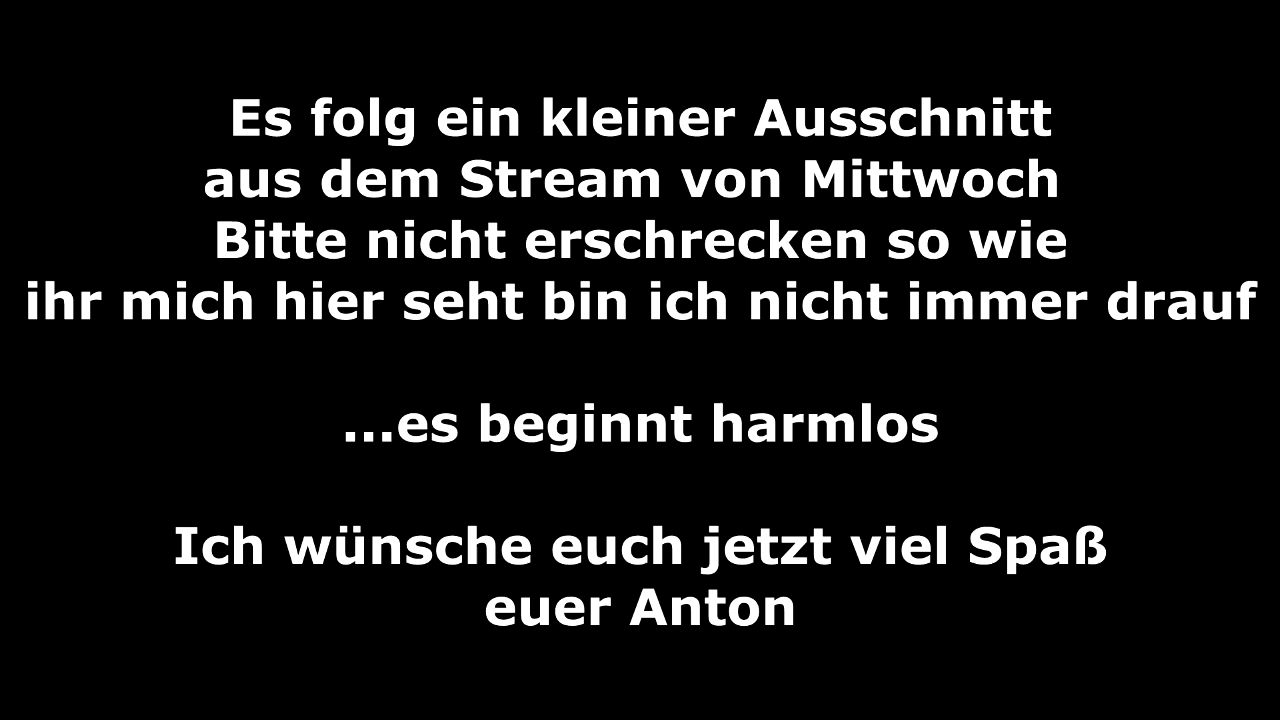 Es folg ein kleiner Ausschnitt
aus dem Stream von Mittwoch
Bitte nicht erschrecken so wie
ihr mich hier seht bin ich nicht immer drauf
...es beginnt harmlos
Ich wünsche euch jetzt viel Spaß
euer Anton